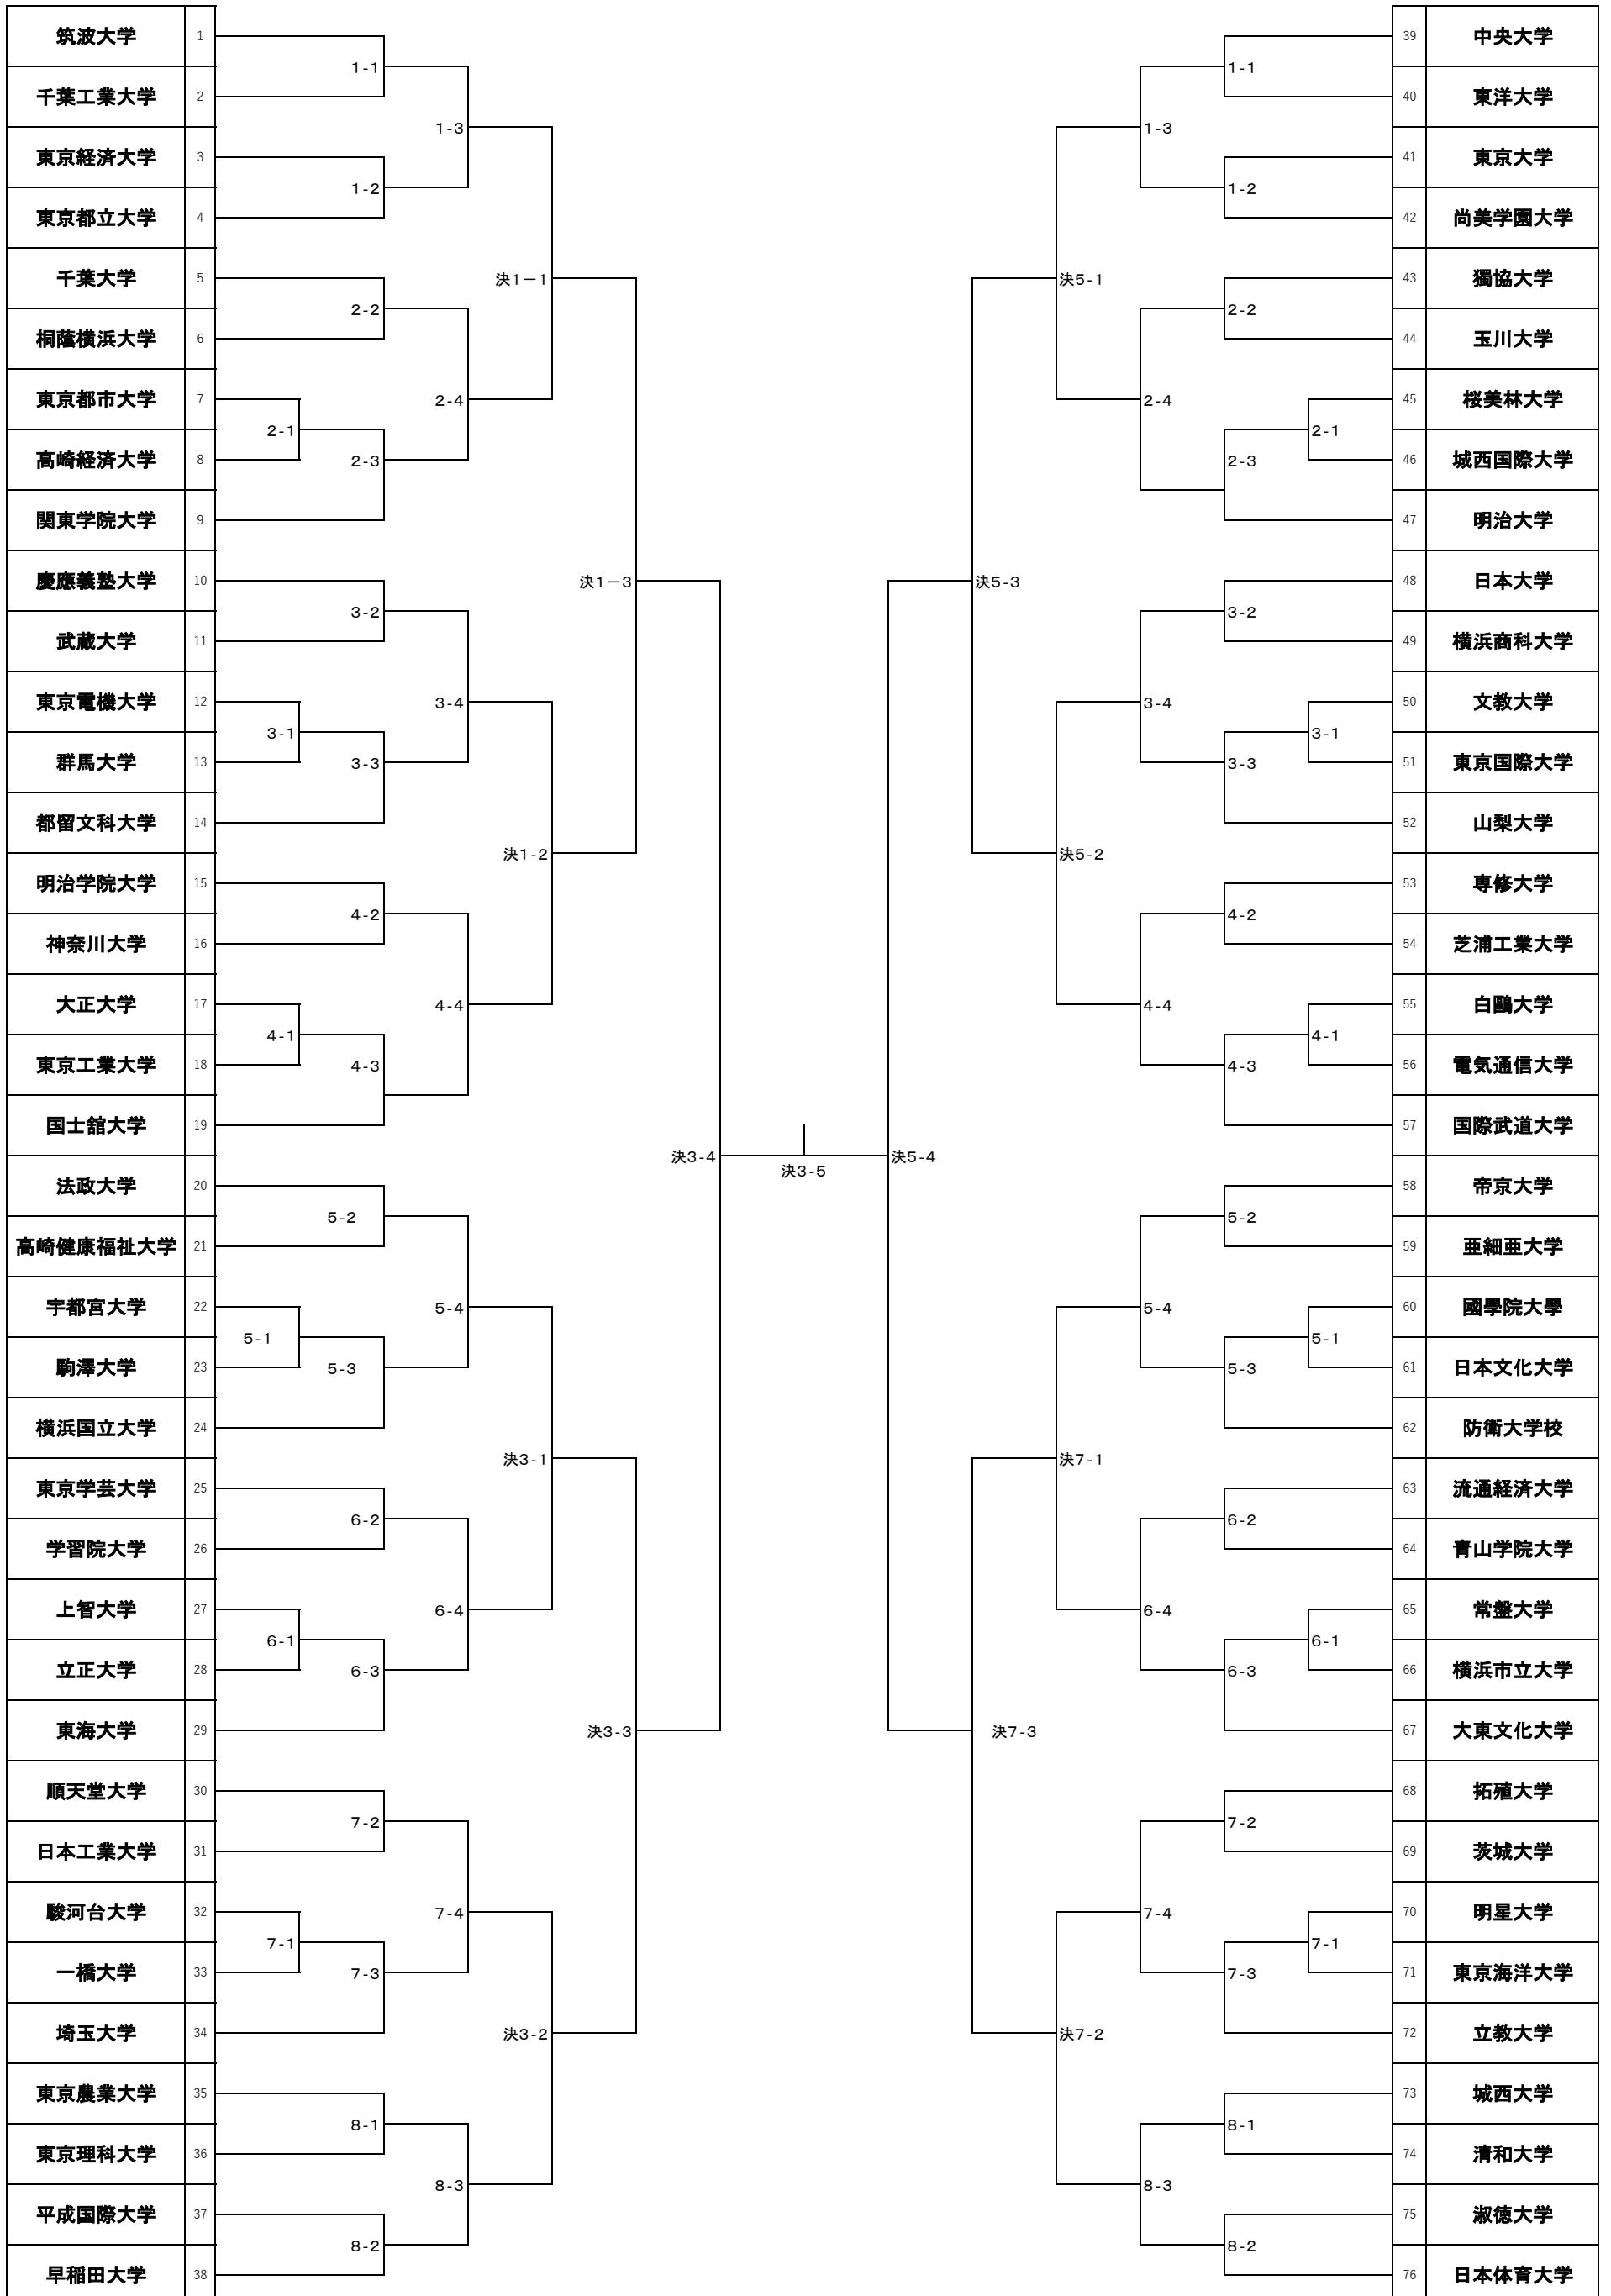 筑波大学 1
千葉工業大学 2
東京経済大学 3
東京都立大学 4
千葉大学 5
桐蔭横浜大学 6
東京都市大学 7
高崎経済大学 8
関東学院大学 9
慶應義塾大学 10
武蔵大学 11
東京電機大学 12
群馬大学 13
都留文科大学 14
明治学院大学 15
神奈川大学 16
大正大学 17
東京工業大学 18
国士舘大学 19
法政大学 20
高崎健康福祉大学 21
宇都宮大学 22
駒澤大学 23
横浜国立大学 24
東京学芸大学 25
学習院大学 26
上智大学 27
立正大学 28
東海大学 29
順天堂大学 30
日本工業大学 31
駿河台大学 32
一橋大学 33
埼玉大学 34
東京農業大学 35
東京理科大学 36
平成国際大学 37
早稲田大学 38
1-1
1-3
1-2
決1ー1
2-2
2-4
2-1
2-3
決1ー3
3-2
3-4
3-1
3-3
決1-2
4-2
4-4
4-1
4-3
決3-4
5-2
5-4
5-1
5-3
決3-1
6-2
6-4
6-1
6-3
決3-3
7-2
7-4
7-1
7-3
決3-2
8-1
8-3
8-2
決3-5
1-1
1-3
1-2
決5-1
2-2
2-4
2-1
2-3
決5-3
3-2
3-4
3-1
3-3
決5-2
4-2
4-4
4-1
4-3
決5-4
5-2
5-4
5-1
5-3
決7-1
6-2
6-4
6-1
6-3
決7-3
7-2
7-4
7-1
7-3
決7-2
8-1
8-3
8-2
39 中央大学
40 東洋大学
41 東京大学
42 尚美学園大学
43 獨協大学
44 玉川大学
45 桜美林大学
46 城西国際大学
47 明治大学
48 日本大学
49 横浜商科大学
50 文教大学
51 東京国際大学
52 山梨大学
53 専修大学
54 芝浦工業大学
55 白鷗大学
56 電気通信大学
57 国際武道大学
58 帝京大学
59 亜細亜大学
60 國學院大學
61 日本文化大学
62 防衛大学校
63 流通経済大学
64 青山学院大学
65 常盤大学
66 横浜市立大学
67 大東文化大学
68 拓殖大学
69 茨城大学
70 明星大学
71 東京海洋大学
72 立教大学
73 城西大学
74 清和大学
75 淑徳大学
76 日本体育大学